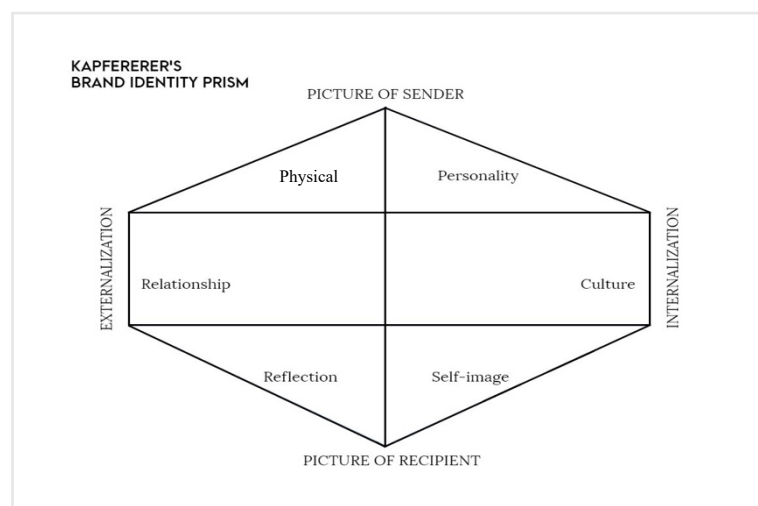 KAPFERERER'S
BRAND IDENTITY PRISM
PICTURE OF SENDER
Physical
Personality
EXTERNALIZATION
INTERNALIZATION
Relationship
Culture
Reflection
Self-image
PICTURE OF RECIPIENT